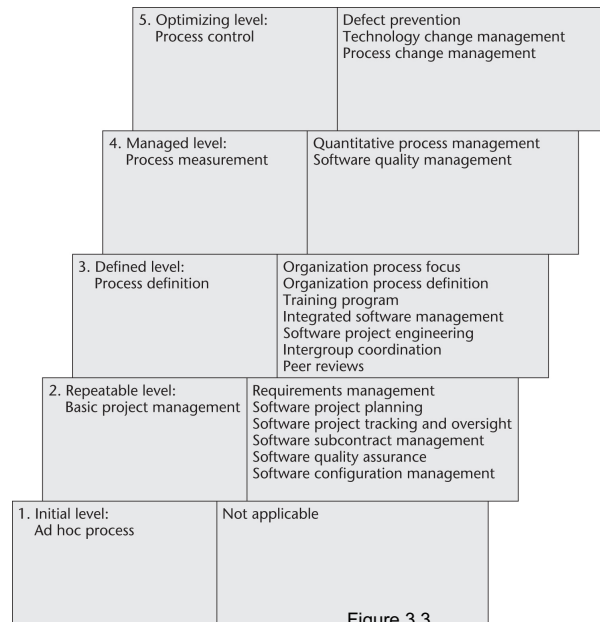 5. Optimizing level:
Process control
Defect prevention
Technology change management
Process change management
4. Managed level:
Process measurement
Quantitative process management
Software quality management
3. Defined level:
Process definition
Organization process focus
Organization process definition
Training program
Integrated software management
Software project engineering
Intergroup coordination
Peer reviews
2. Repeatable level:
Basic project management
Requirements management
Software project planning
Software project tracking and oversight
Software subcontract management
Software quality assurance
Software configuration management
1. Initial level:
Ad hoc process
Not applicable
Figure 3.3